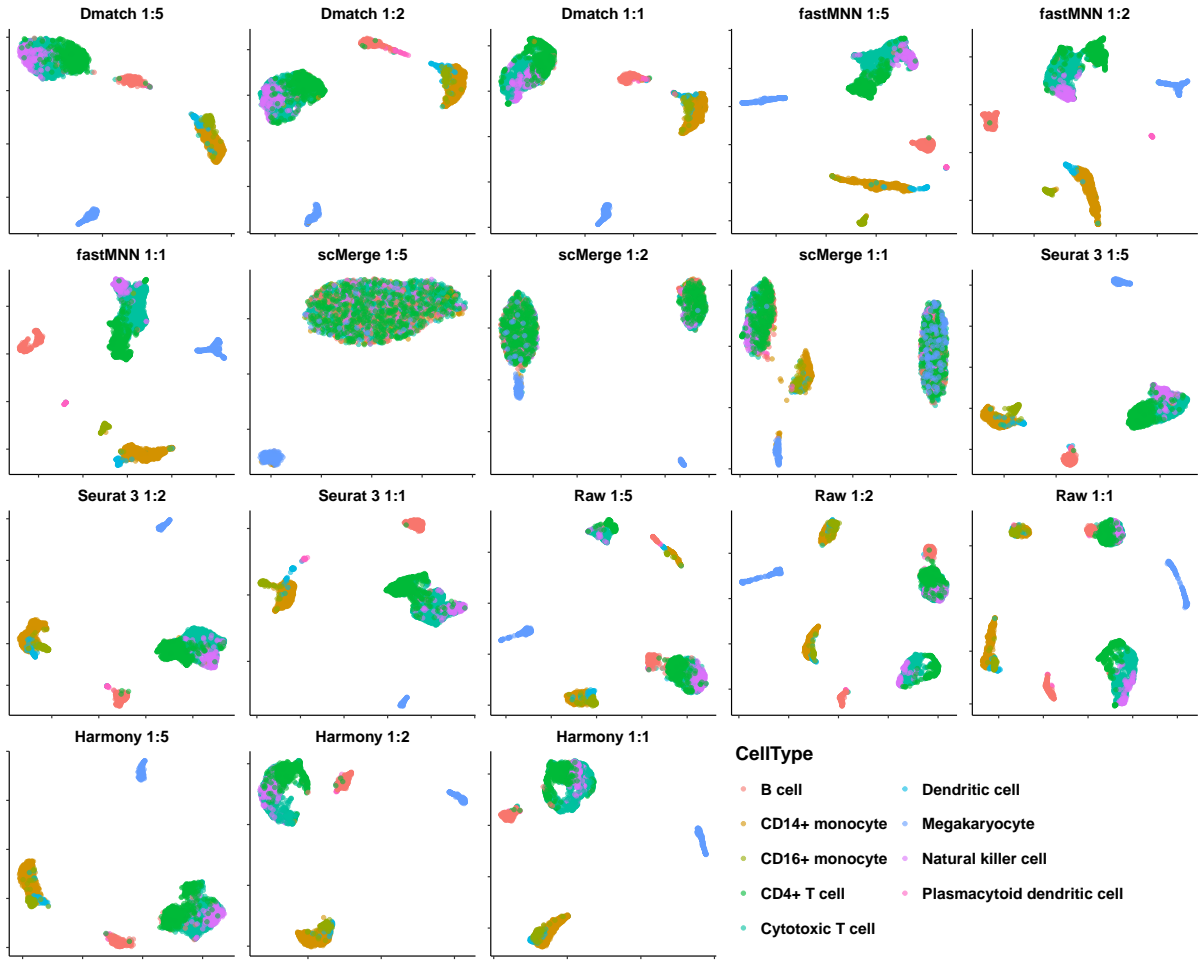 Dmatch 1:5
Dmatch 1:2
Dmatch 1:1
fastMNN 1:5
fastMNN 1:2
fastMNN 1:1
scMerge 1:5
scMerge 1:2
scMerge 1:1
Seurat 3 1:5
Seurat 3 1:2
Seurat 3 1:1
Raw 1:5
Raw 1:2
Raw 1:1
Harmony 1:5
Harmony 1:2
Harmony 1:1
CellType
B cell
CD14+ monocyte
CD16+ monocyte
CD4+ T cell
Cytotoxic T cell
Dendritic cell
Megakaryocyte
Natural killer cell
Plasmacytoid dendritic cell